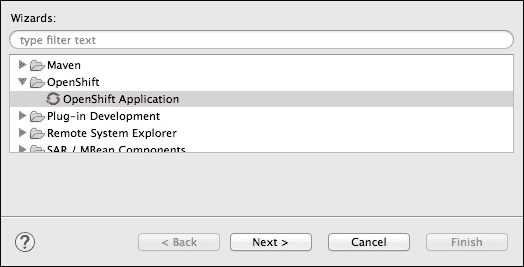 Wizards:
type filter text
Maven
OpenShift
OpenShift Application
Plug-in Development
Remote System Explorer
SAR / MBean Components
?
< Back
Next >
Cancel
Finish